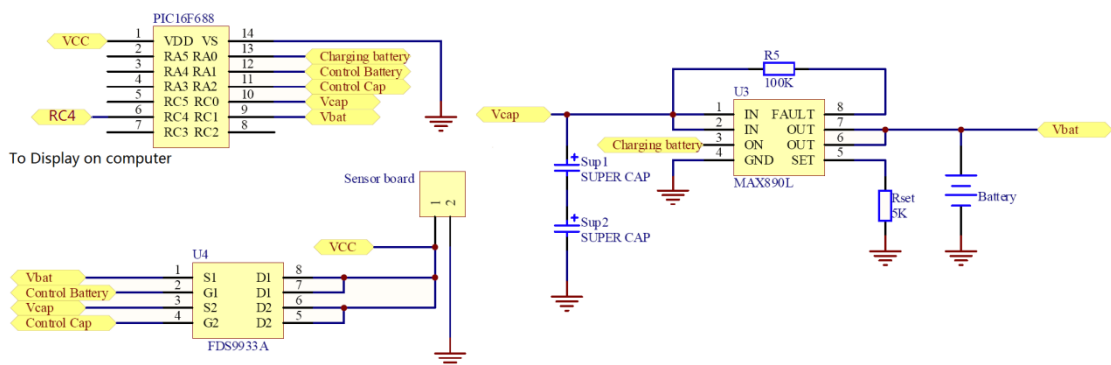 PIC16F688
VCC
1 VDD VS 14
2 RA5 RA0 13 Charging battery
3 RA4 RA1 12 Control Battery
4 RA3 RA2 11 Control Cap
5 RC5 RC0 10 Vcap
RC4 6 RC4 RC1 9 Vbat
7 RC3 RC2 8
To Display on computer
Sensor board
1 2
VCC
U4
Vbat 1 S1 D1 8
Control Battery 2 G1 D1 7
Vcap 3 S2 D2 6
Control Cap 4 G2 D2 5
FDS9933A
R5
100K
U3
Vcap 1 IN FAULT 8
2 IN OUT 7 Vbat
Charging battery 3 ON OUT 6
4 GND SET 5
MAX890L
+ Sup1
SUPER CAP
+ Sup2
SUPER CAP
Rset
5K
Battery